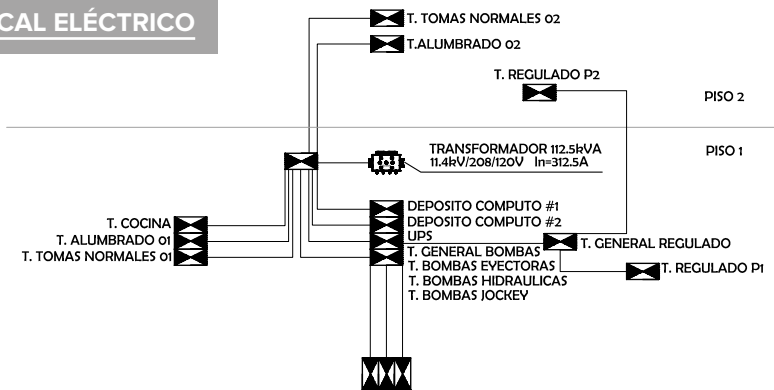 CAL ELÉCTRICO
T. TOMAS NORMALES 02
T.ALUMBRADO 02
T. REGULADO P2
PISO 2
TRANSFORMADOR 112.5kVA
11.4kV/208/120V In=312.5A
PISO 1
DEPOSITO COMPUTO #1
T. COCINA
DEPOSITO COMPUTO #2
T. ALUMBRADO 01
UPS
T. GENERAL REGULADO
T. TOMAS NORMALES 01
T. GENERAL BOMBAS
T. BOMBAS EYECTORAS
T. REGULADO P1
T. BOMBAS HIDRAULICAS
T. BOMBAS JOCKEY